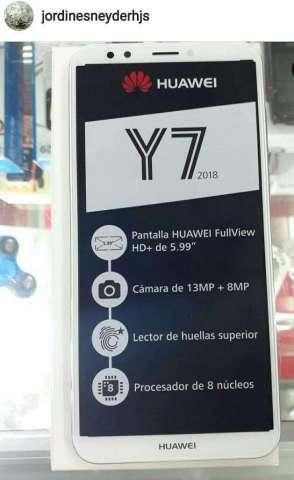 jordinesneyderhjs
HUAWEI
Y7
2018
5.99"
Pantalla HUAWEI FullView
HD+ de 5.99"
Cámara de 13MP + 8MP
Lector de huellas superior
8
Procesador de 8 núcleos
HUAWEI